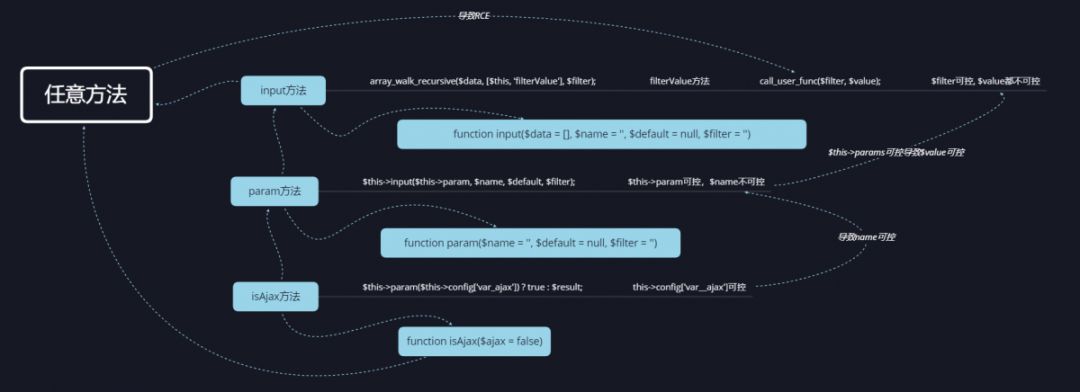 导致RCE
任意方法
input方法
array_walk_recursive($data, [$this, 'filterValue'], $filter);
filterValue方法
call_user_func($filter, $value);
$filter可控, $value都不可控
function input($data = [], $name = '', $default = null, $filter = '')
$this->params可控导致$value可控
param方法
$this->input($this->param, $name, $default, $filter);
$this->param可控，$name不可控
function param($name = '', $default = null, $filter = '')
导致name可控
isAjax方法
$this->param($this->config['var_ajax']) ? true : $result;
this->config['var__ajax']可控
function isAjax($ajax = false)